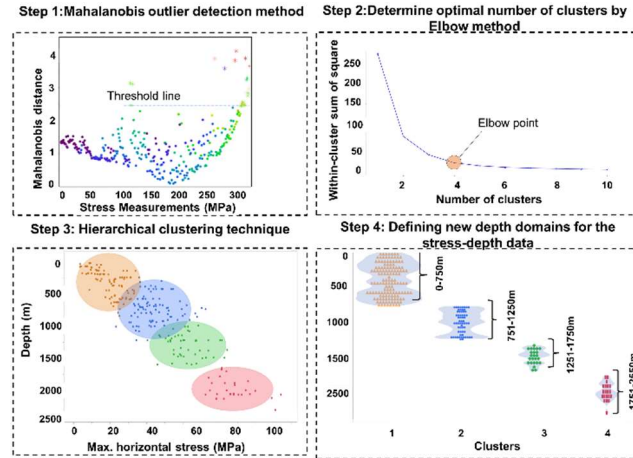 Step 1:Mahalanobis outlier detection method
Mahalanobis distance
4
3
2
1
0
Threshold line
0 50 100 150 200 250 300
Stress Measurements (MPa)
Step 2:Determine optimal number of clusters by
Elbow method
Within-cluster sum of square
250
200
150
100
50
0
Elbow point
2 4 6 8 10
Number of clusters
Step 3: Hierarchical clustering technique
Depth (m)
0
500
1000
1500
2000
2500
0 20 40 60 80 100
Max. horizontal stress (MPa)
Step 4: Defining new depth domains for the
stress-depth data
0
500
1000
1500
2500
0-750m
751-1250m
1251-1750m
1751-2650m
1 2 3 4
Clusters